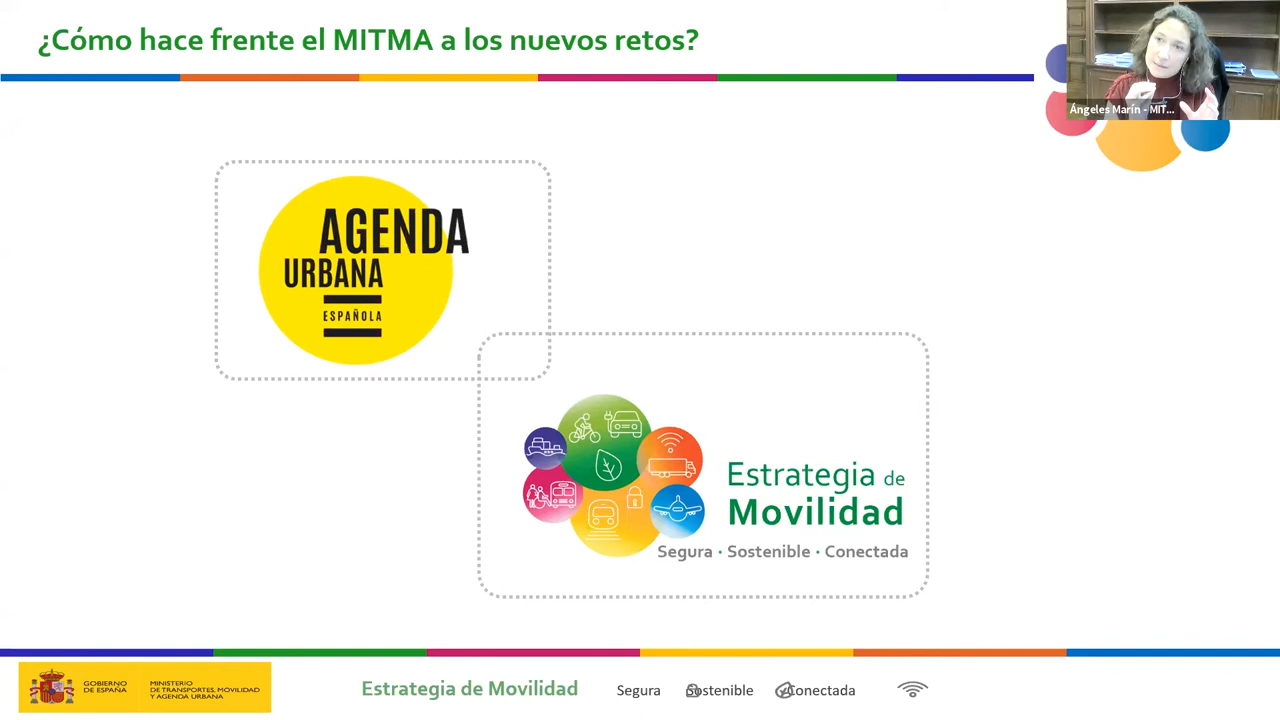 ¿Cómo hace frente el MITMA a los nuevos retos?
Ángeles Marín - MIT...
AGENDA
URBANA
ESPAÑOLA
Estrategia de
Movilidad
Segura · Sostenible · Conectada
GOBIERNO
DE ESPAÑA
MINISTERIO
DE TRANSPORTES, MOVILIDAD
Y AGENDA URBANA
Estrategia de Movilidad
Segura
Sostenible
Conectada